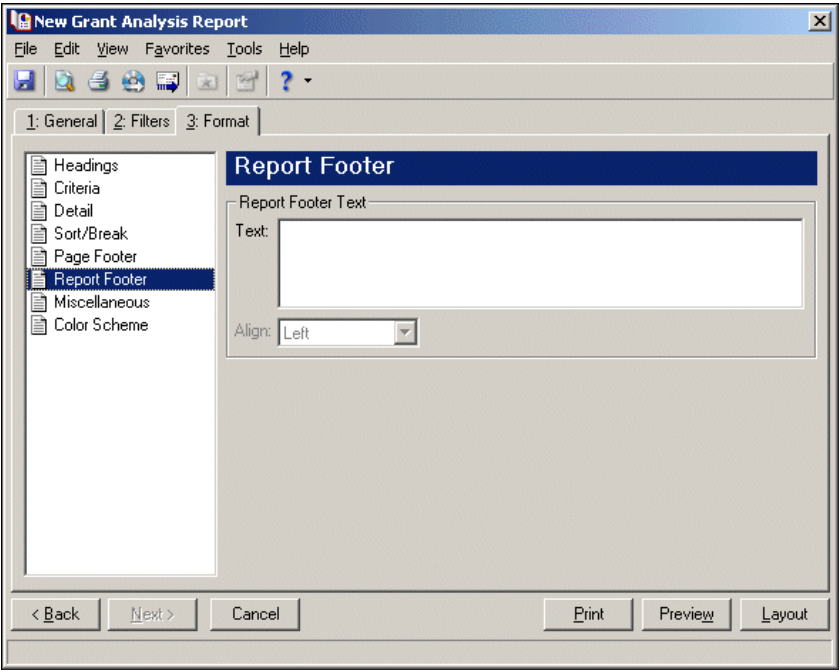 New Grant Analysis Report
File Edit View Favorites Tools Help
1: General 2: Filters 3: Format
Headings
Criteria
Detail
Sort/Break
Page Footer
Report Footer
Miscellaneous
Color Scheme
Report Footer
Report Footer Text
Text:
Align: Left
< Back Next > Cancel Print Preview Layout